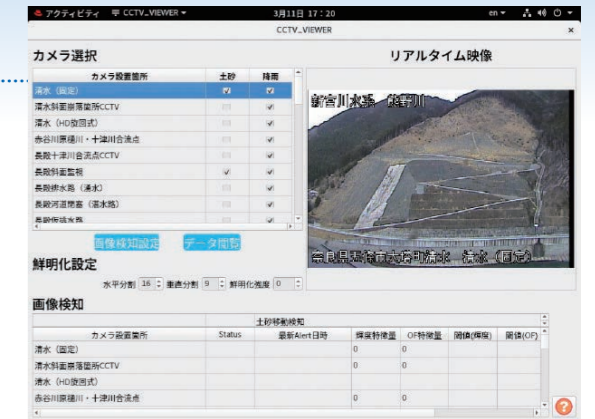 アクティビティ CCTV_VIEWER 3月11日 17:20 en
CCTV_VIEWER ×
カメラ選択
カメラ設置箇所 土砂 降雨
清水（固定）
清水斜面崩落箇所CCTV
清水（HD旋回式）
赤谷川原樋川・十津川合流点
長殿十津川合流点CCTV
長殿斜面監視
長殿排水路（湧水）
長殿河道閉塞（湛水路）
長殿仮排水路
画像検知設定 データ閲覧
リアルタイム映像
新宮川水系 熊野川
奈良県五條市大塔町清水 清水（固定）
鮮明化設定
水平分割 16 垂直分割 9 鮮明化強度 0
画像検知
土砂移動検知
カメラ設置箇所 Status 最新Alert日時 輝度特徴量 OF特徴量 閾値(輝度) 閾値(OF)
清水（固定） 0 0
清水斜面崩落箇所CCTV 0 0
清水（HD旋回式）
赤谷川原樋川・十津川合流点 0 0
?